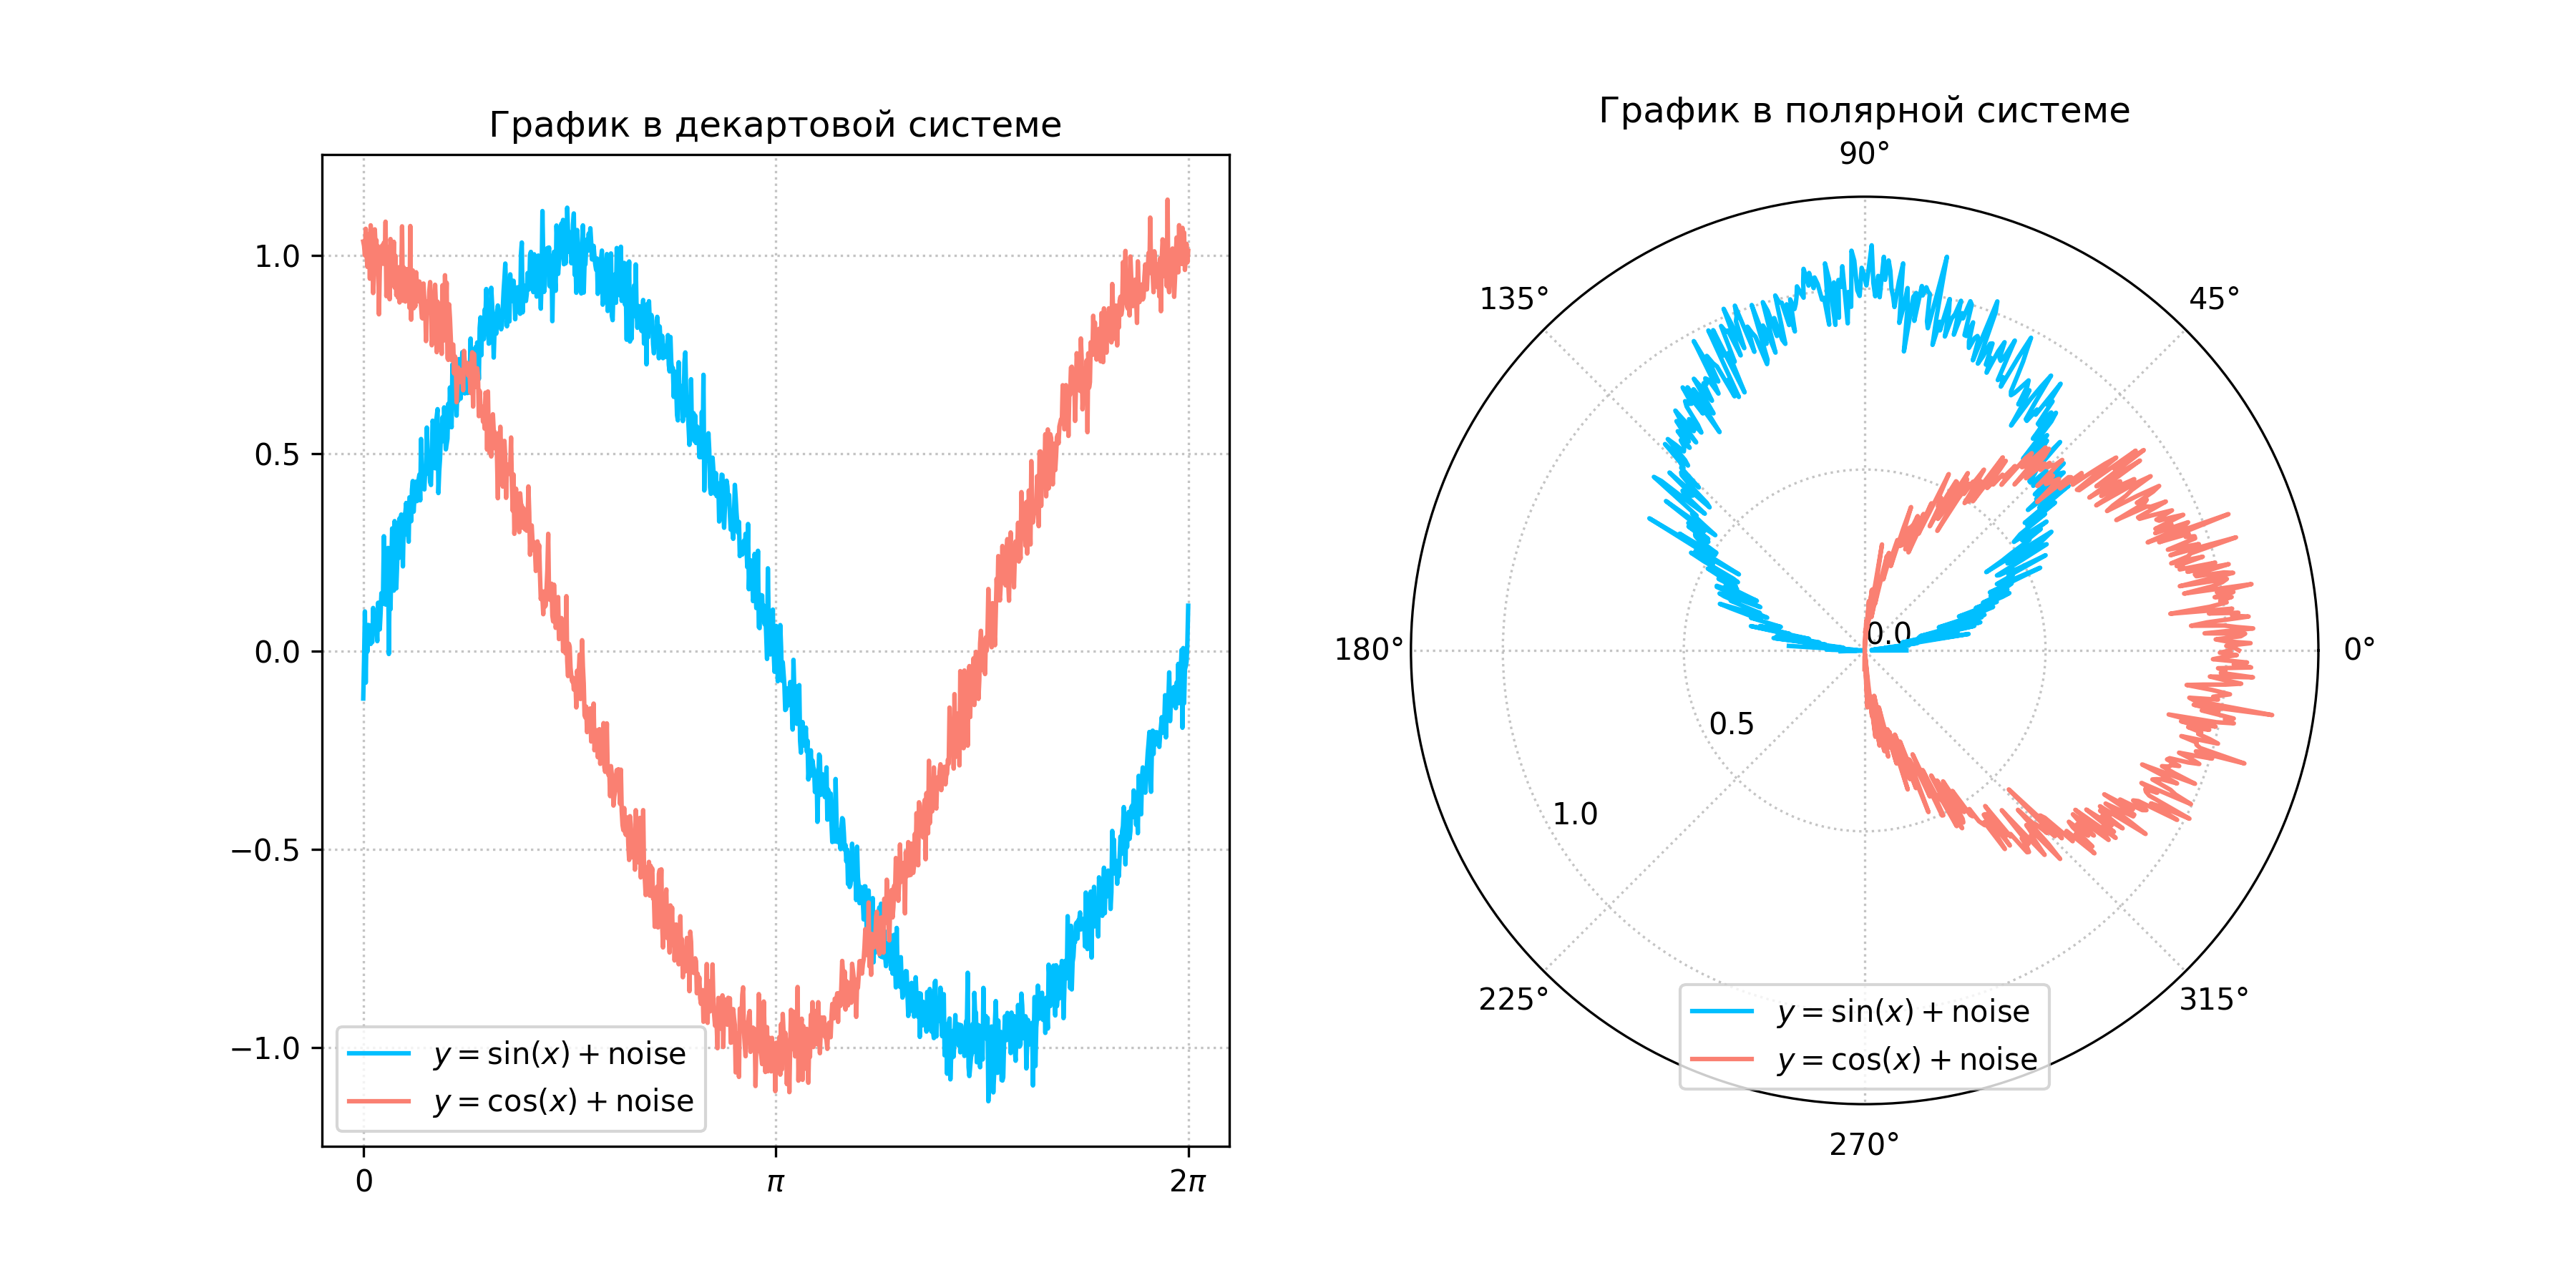 График в декартовой системе
1.0
0.5
0.0
−0.5
−1.0
0
π
2π
y = sin(x) + noise
y = cos(x) + noise
График в полярной системе
90°
135°
45°
180°
0°
225°
315°
270°
0.0
0.5
1.0
y = sin(x) + noise
y = cos(x) + noise